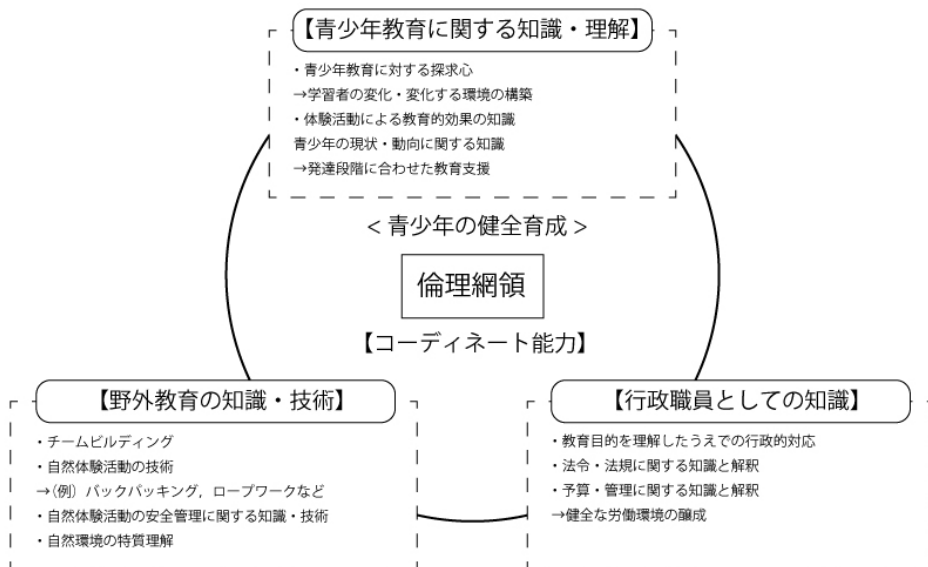 【青少年教育に関する知識・理解】
・青少年教育に対する探求心
→学習者の変化・変化する環境の構築
・体験活動による教育的効果の知識
青少年の現状・動向に関する知識
→発達段階に合わせた教育支援
<青少年の健全育成>
倫理網領
【コーディネート能力】
【野外教育の知識・技術】
・チームビルディング
・自然体験活動の技術
→（例）バックパッキング，ロープワークなど
・自然体験活動の安全管理に関する知識・技術
・自然環境の特質理解
【行政職員としての知識】
・教育目的を理解したうえでの行政的対応
・法令・法規に関する知識と解釈
・予算・管理に関する知識と解釈
→健全な労働環境の醸成